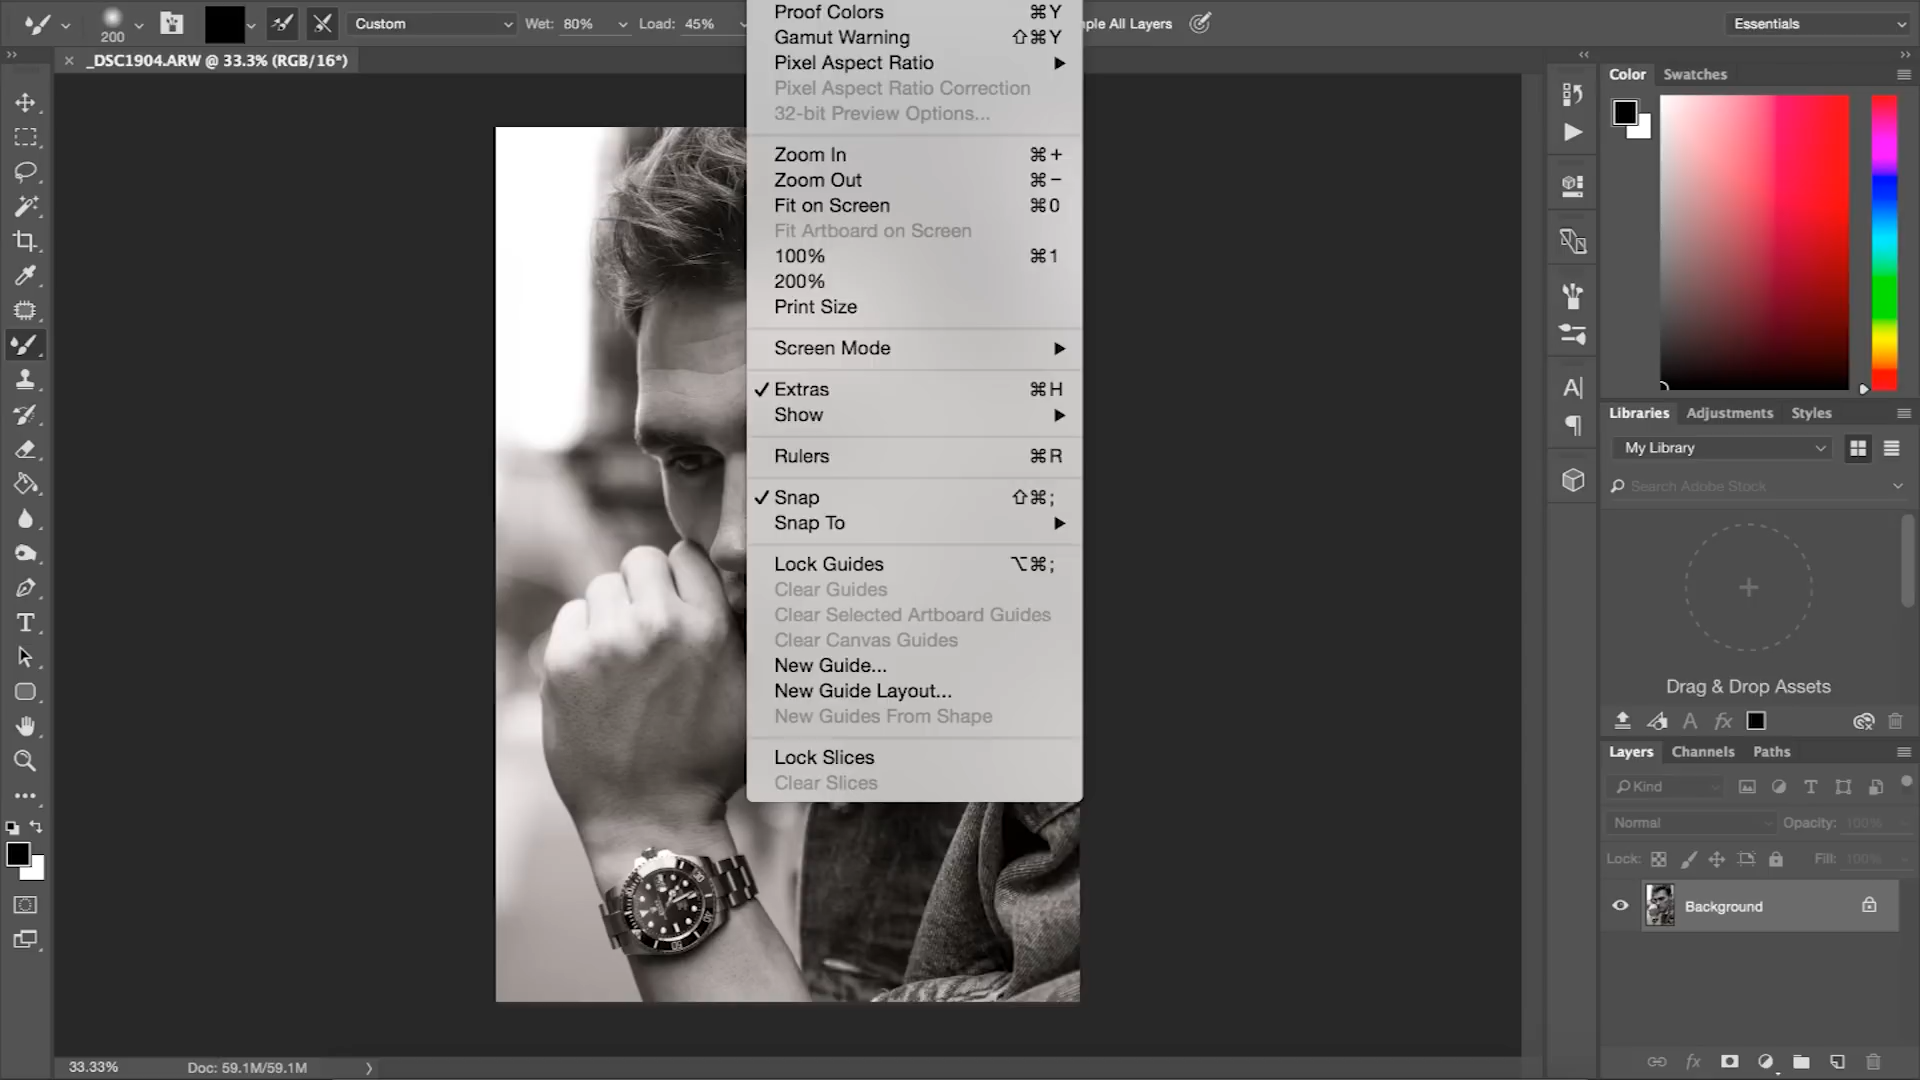 200
Custom
Wet: 80%
Load: 45%
ple All Layers
Essentials
_DSC1904.ARW @ 33.3% (RGB/16*)
Proof Colors ⌘Y
Gamut Warning ⇧⌘Y
Pixel Aspect Ratio
Pixel Aspect Ratio Correction
32-bit Preview Options...
Zoom In ⌘+
Zoom Out ⌘−
Fit on Screen ⌘0
Fit Artboard on Screen
100% ⌘1
200%
Print Size
Screen Mode
✓ Extras ⌘H
Show
Rulers ⌘R
✓ Snap ⇧⌘;
Snap To
Lock Guides ⌥⌘;
Clear Guides
Clear Selected Artboard Guides
Clear Canvas Guides
New Guide...
New Guide Layout...
New Guides From Shape
Lock Slices
Clear Slices
Color Swatches
Libraries Adjustments Styles
My Library
Search Adobe Stock
Drag & Drop Assets
Layers Channels Paths
Kind
Normal Opacity: 100%
Lock: Fill: 100%
Background
33.33% Doc: 59.1M/59.1M